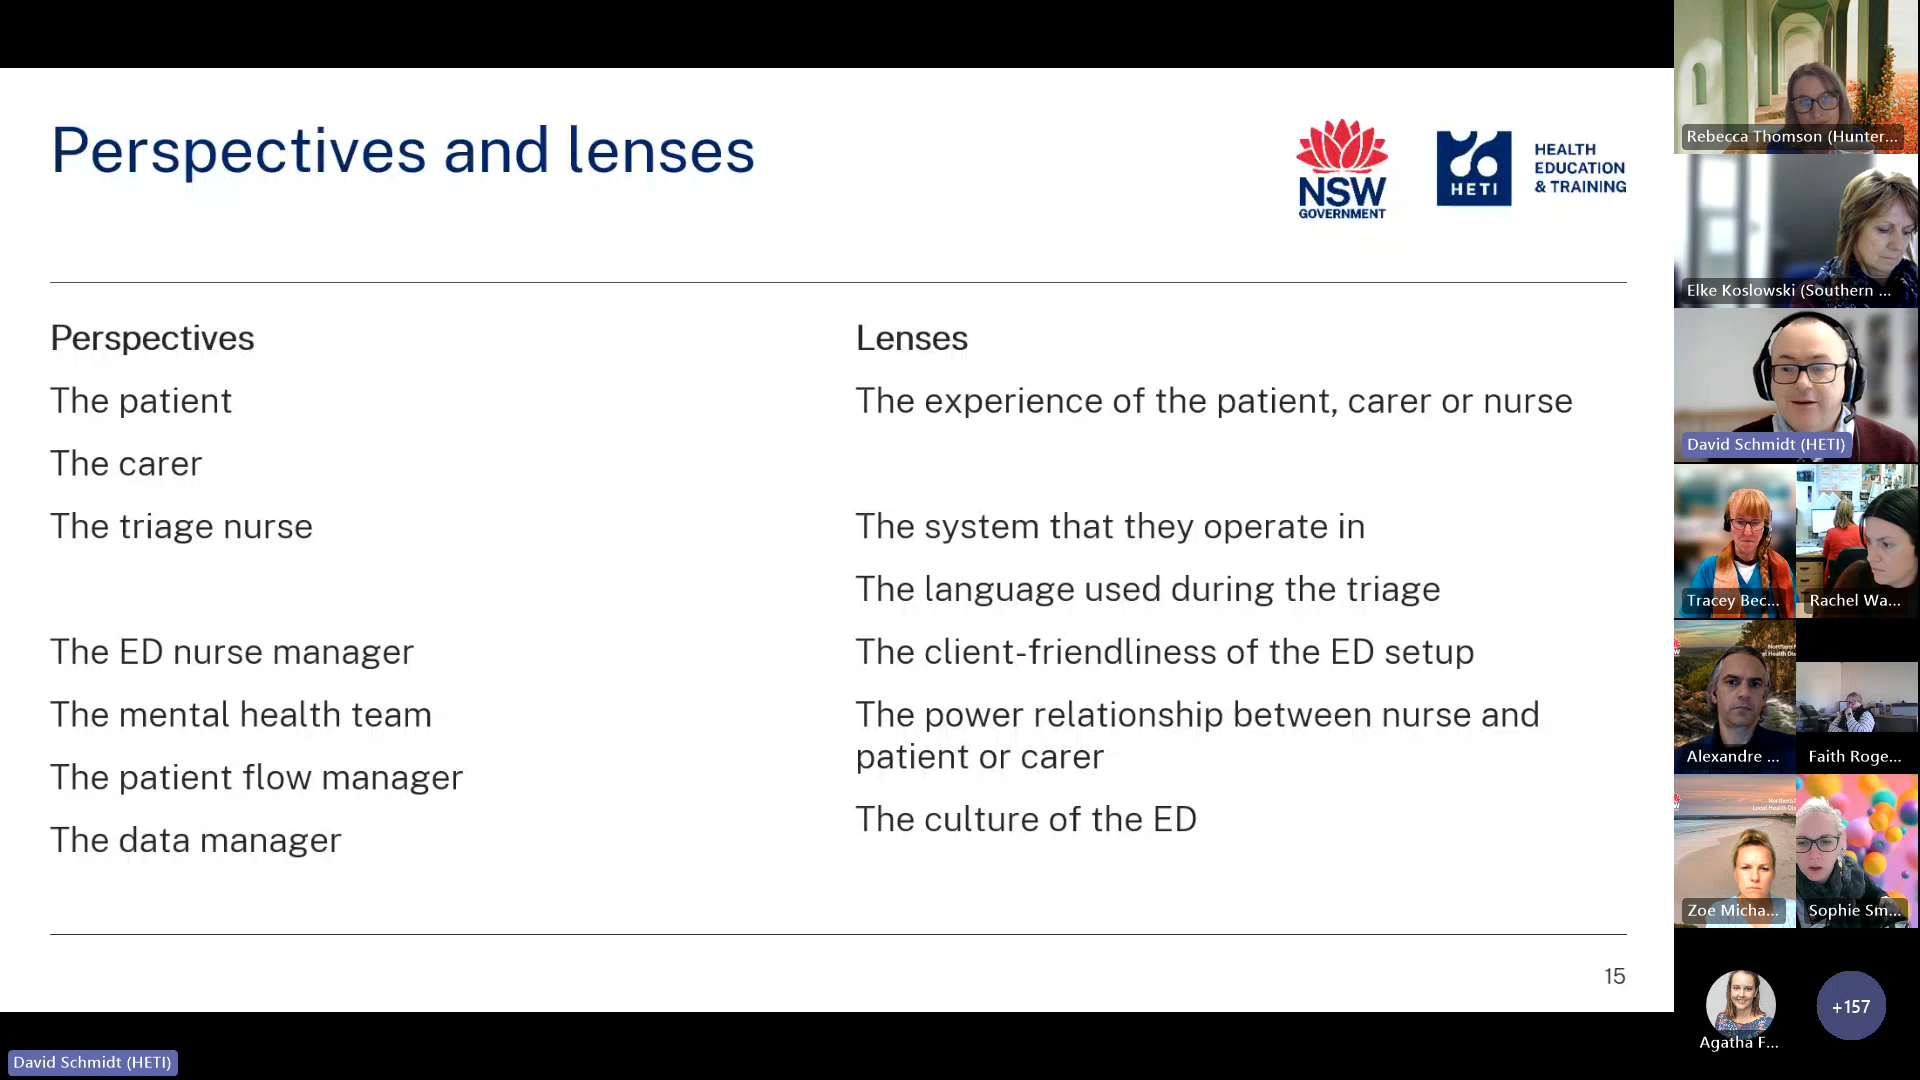 Perspectives and lenses
NSW
GOVERNMENT
HETI
HEALTH
EDUCATION
& TRAINING
Perspectives
The patient
The carer
The triage nurse
The ED nurse manager
The mental health team
The patient flow manager
The data manager
Lenses
The experience of the patient, carer or nurse
The system that they operate in
The language used during the triage
The client-friendliness of the ED setup
The power relationship between nurse and
patient or carer
The culture of the ED
15
David Schmidt (HETI)
Rebecca Thomson (Hunter...
Elke Koslowski (Southern ...
David Schmidt (HETI)
Tracey Bec...
Rachel Wa...
Alexandre ...
Faith Roge...
Zoe Micha...
Sophie Sm...
Agatha F...
+157